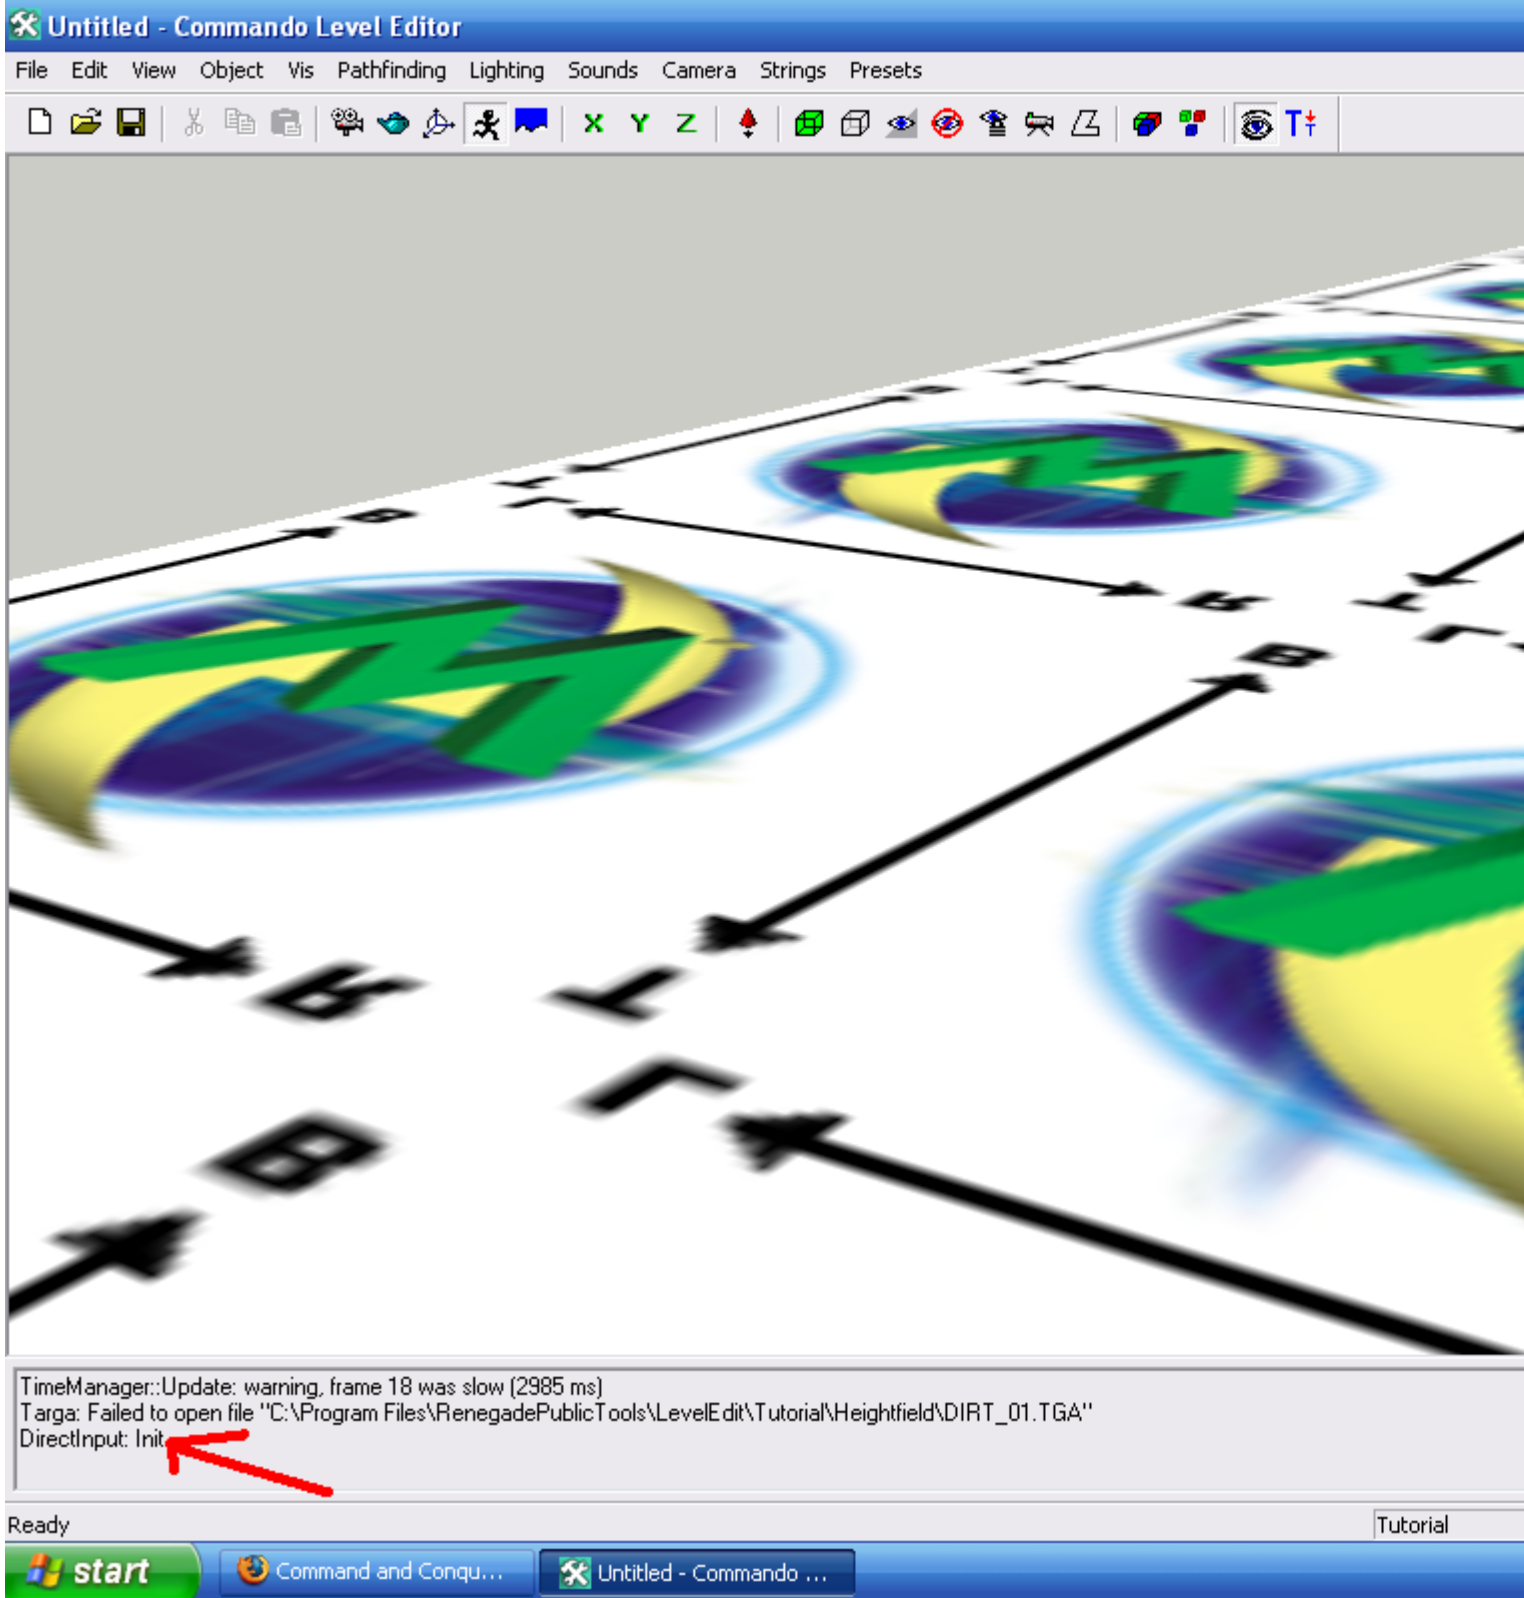 Untitled - Commando Level Editor
File Edit View Object Vis Pathfinding Lighting Sounds Camera Strings Presets
X Y Z T
B
T
L
R
B
T
L
R
T
L
B
TimeManager::Update: warning, frame 18 was slow (2985 ms)
Targa: Failed to open file "C:\Program Files\RenegadePublicTools\LevelEdit\Tutorial\Heightfield\DIRT_01.TGA"
DirectInput: Init
Ready Tutorial
start Command and Conqu... Untitled - Commando ...